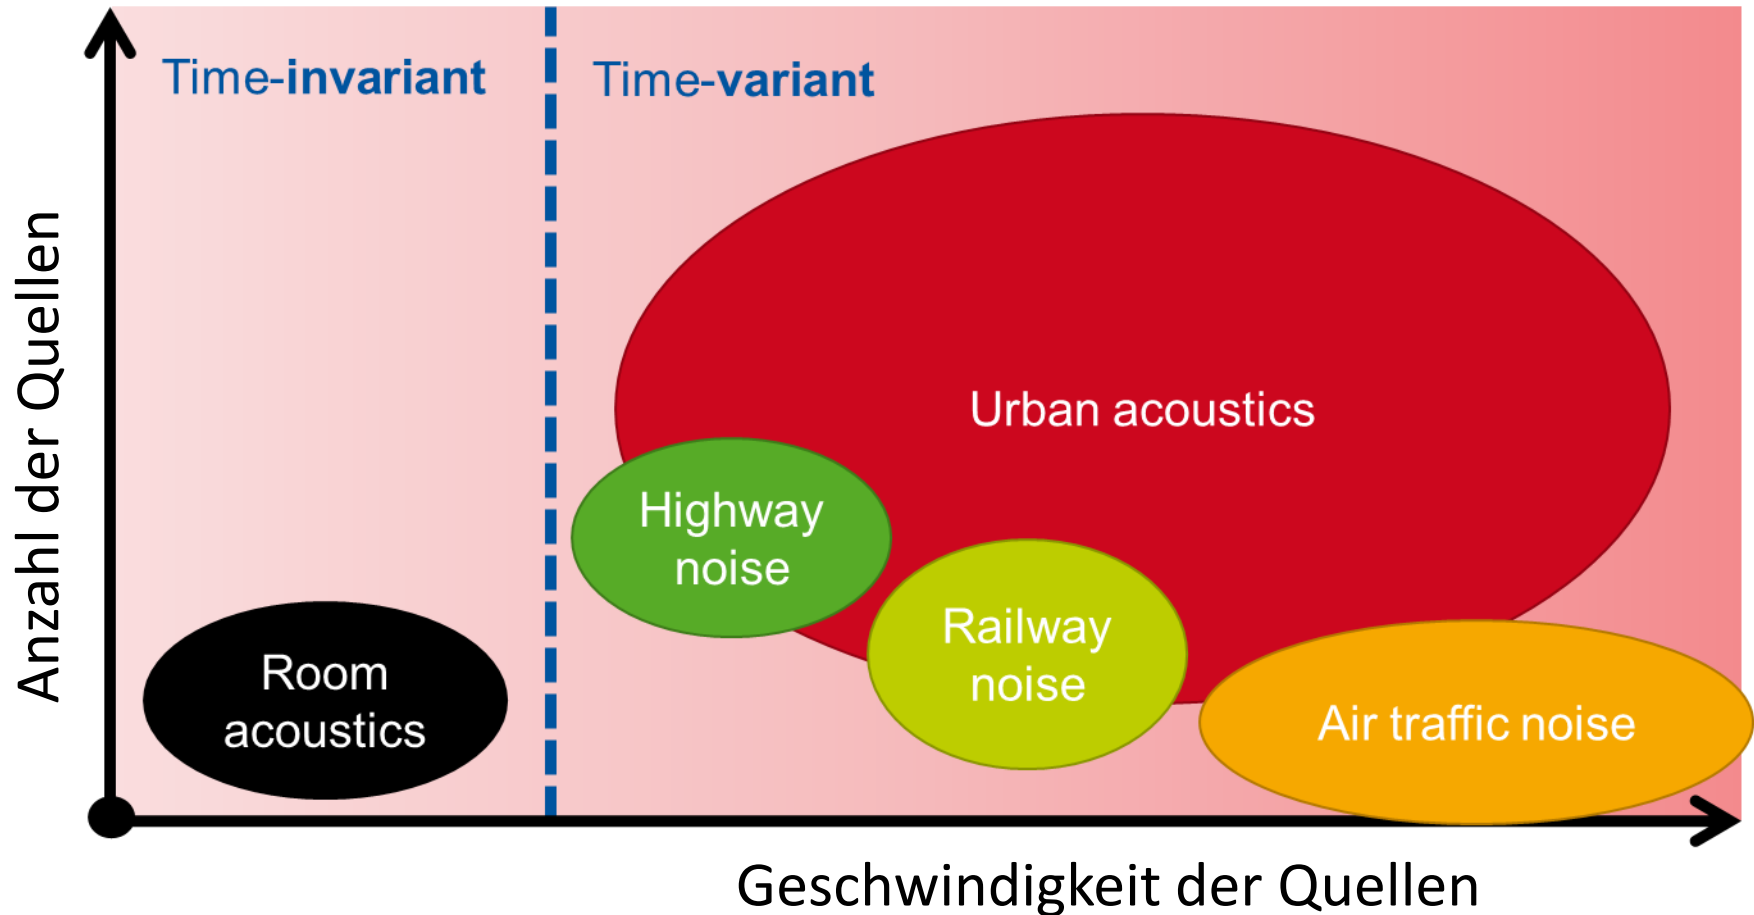 Time-invariant
Time-variant
Anzahl der Quellen
Urban acoustics
Highway
noise
Railway
noise
Room
acoustics
Air traffic noise
Geschwindigkeit der Quellen